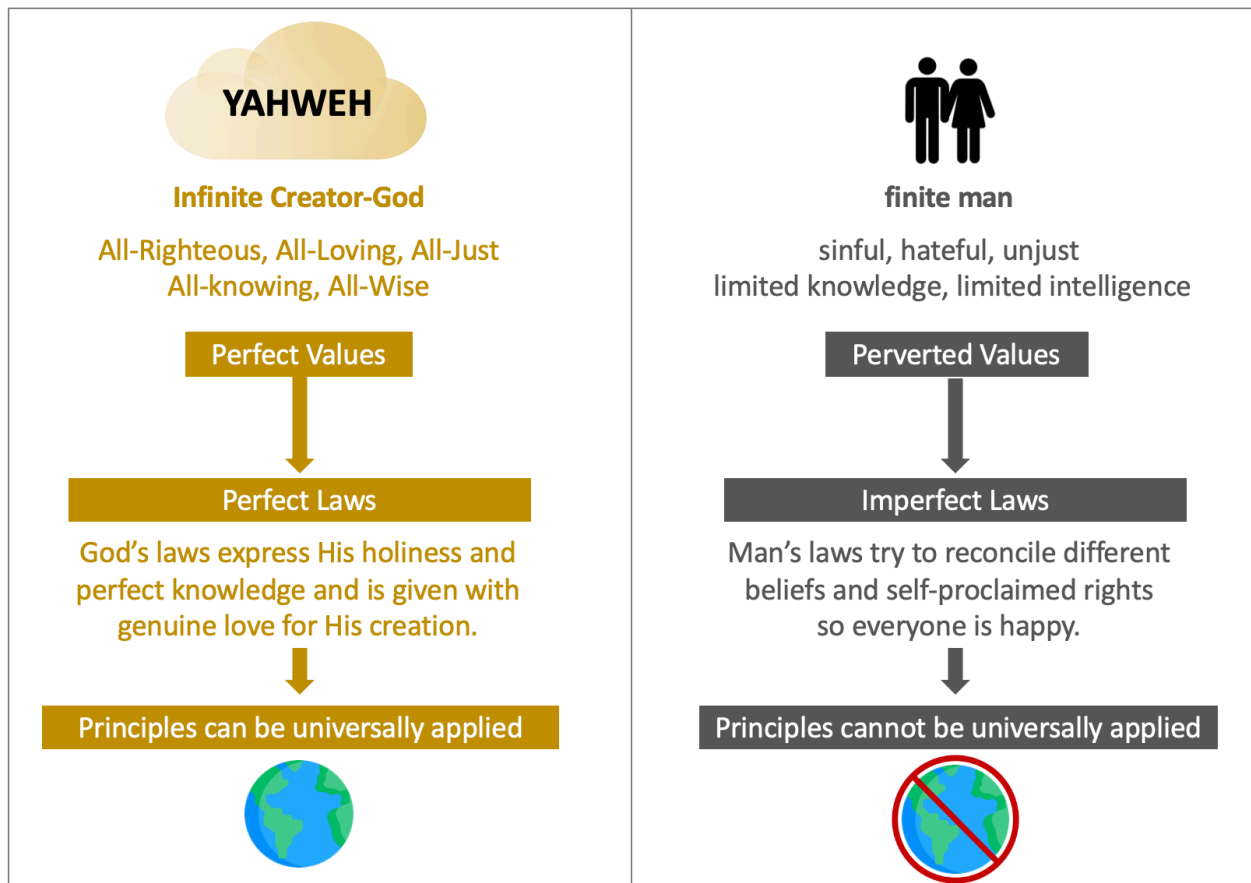 YAHWEH
Infinite Creator-God
All-Righteous, All-Loving, All-Just
All-knowing, All-Wise
Perfect Values
Perfect Laws
God's laws express His holiness and
perfect knowledge and is given with
genuine love for His creation.
Principles can be universally applied
finite man
sinful, hateful, unjust
limited knowledge, limited intelligence
Perverted Values
Imperfect Laws
Man's laws try to reconcile different
beliefs and self-proclaimed rights
so everyone is happy.
Principles cannot be universally applied